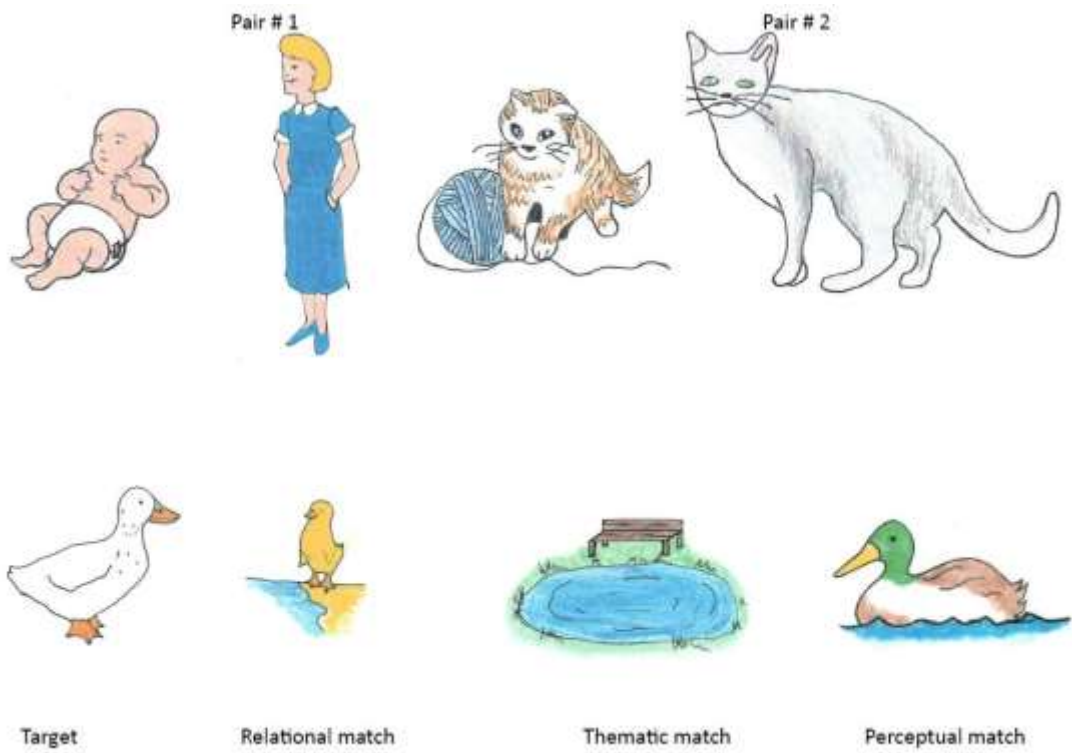 Pair # 1
Pair # 2
Target
Relational match
Thematic match
Perceptual match